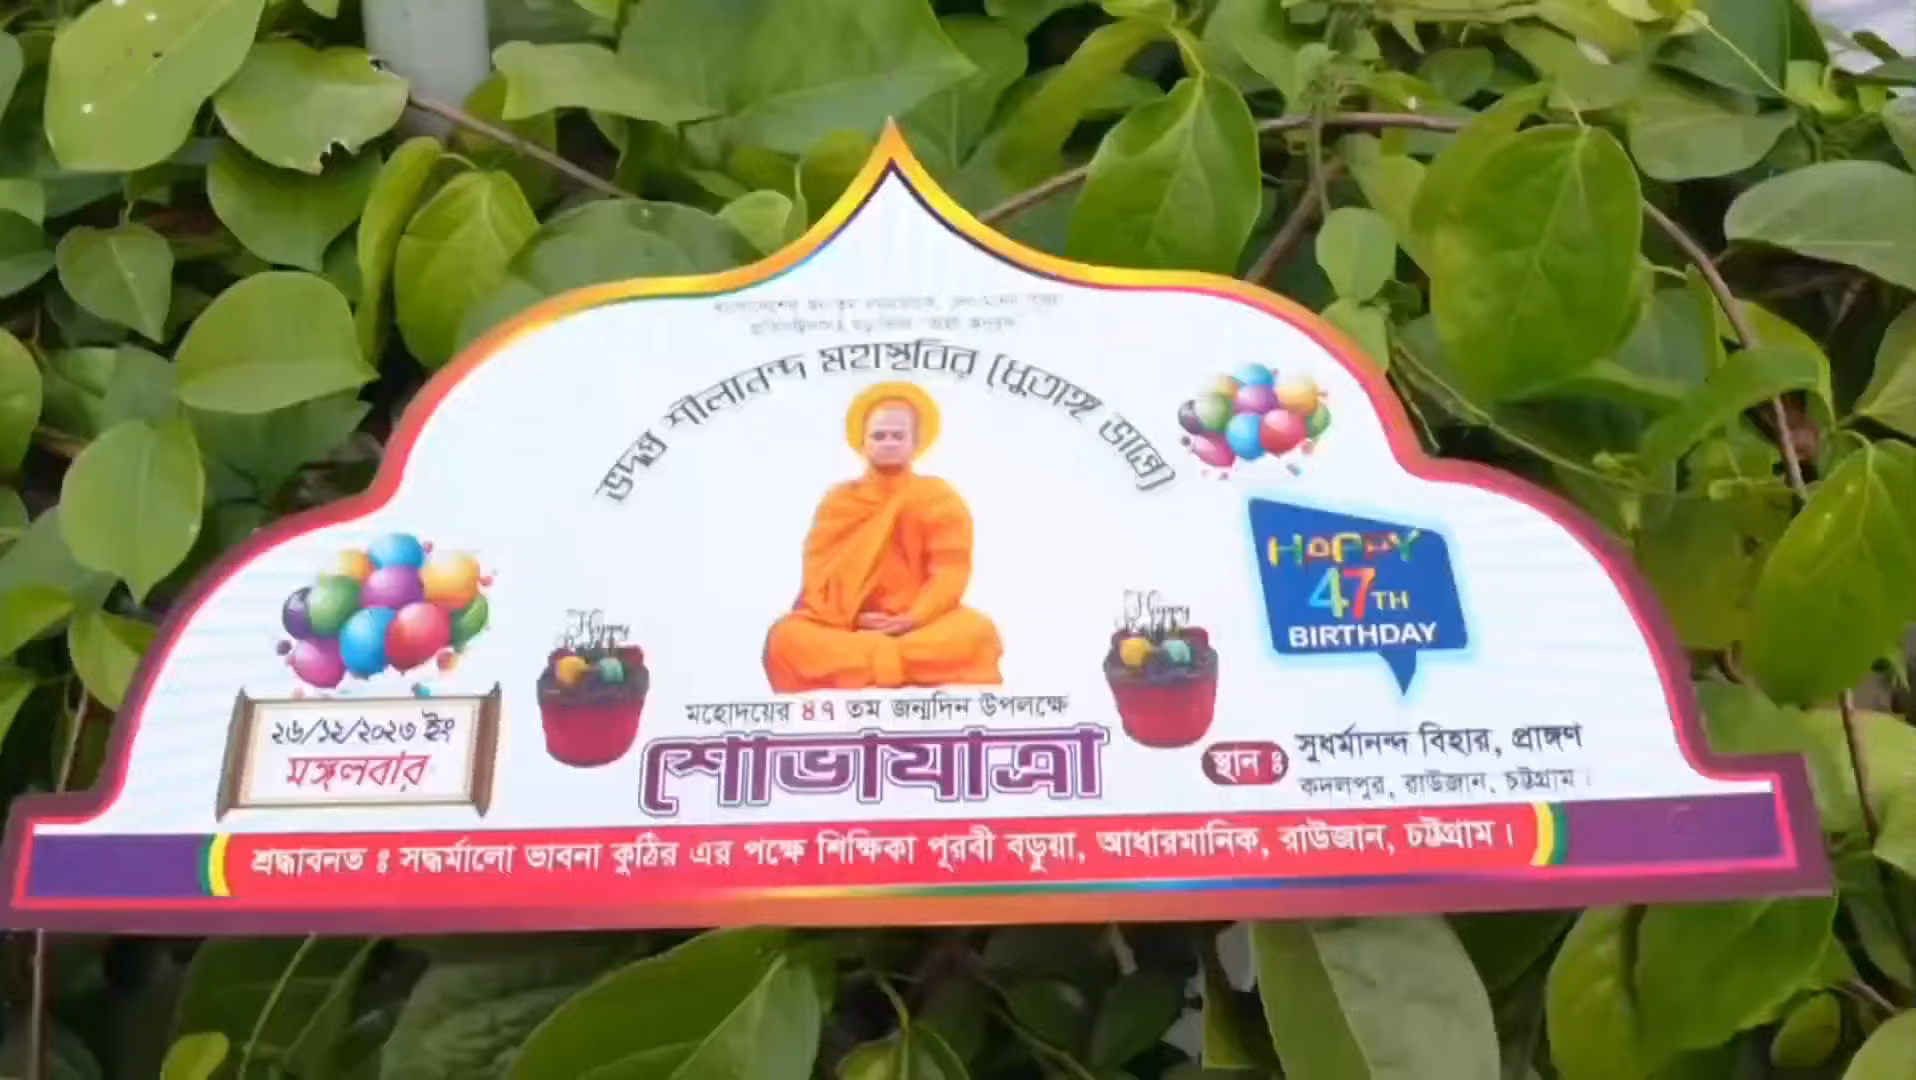 ভদন্ত শীলানন্দ মহাস্থবির (ধুতাঙ্গ ভান্তে)
HAPPY
47TH
BIRTHDAY
মহোদয়ের ৪৭ তম জন্মদিন উপলক্ষে
শোভাযাত্রা
২৬/১২/২০২৩ ইং
মঙ্গলবার
স্থান ঃ সুধর্মানন্দ বিহার, প্রাঙ্গণ
কদলপুর, রাউজান, চট্টগ্রাম।
শ্রদ্ধাবনত ঃ সদ্ধর্মালো ভাবনা কুঠির এর পক্ষে শিক্ষিকা পূরবী বড়ুয়া, আধারমানিক, রাউজান, চট্টগ্রাম।